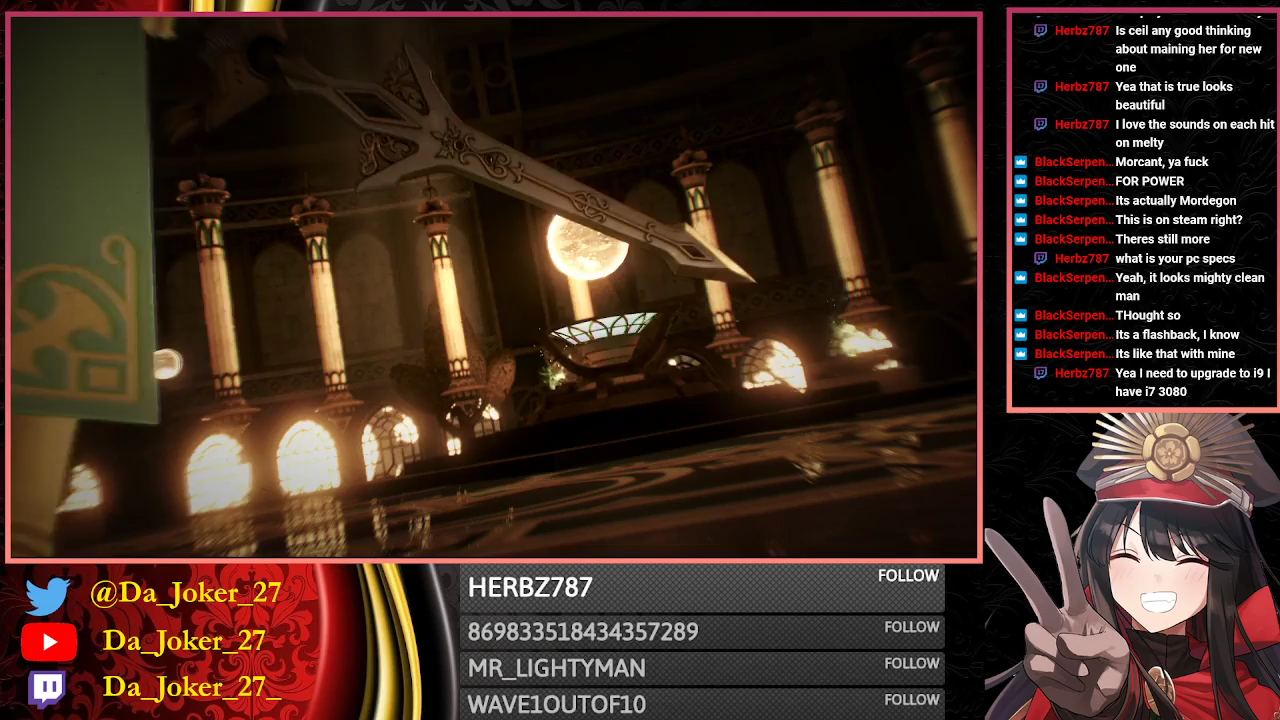 Herbz787 Is ceil any good thinking
about maining her for new
one
Herbz787 Yea that is true looks
beautiful
Herbz787 I love the sounds on each hit
on melty
BlackSerpen... Morcant, ya fuck
BlackSerpen... FOR POWER
BlackSerpen... Its actually Mordegon
BlackSerpen... This is on steam right?
BlackSerpen... Theres still more
Herbz787 what is your pc specs
BlackSerpen... Yeah, it looks mighty clean
man
BlackSerpen... THought so
BlackSerpen... Its a flashback, I know
BlackSerpen... Its like that with mine
Herbz787 Yea I need to upgrade to i9 I
have i7 3080
@Da_Joker_27
Da_Joker_27
Da_Joker_27_
HERBZ787 FOLLOW
869833518434357289 FOLLOW
MR_LIGHTYMAN FOLLOW
WAVE1OUTOF10 FOLLOW